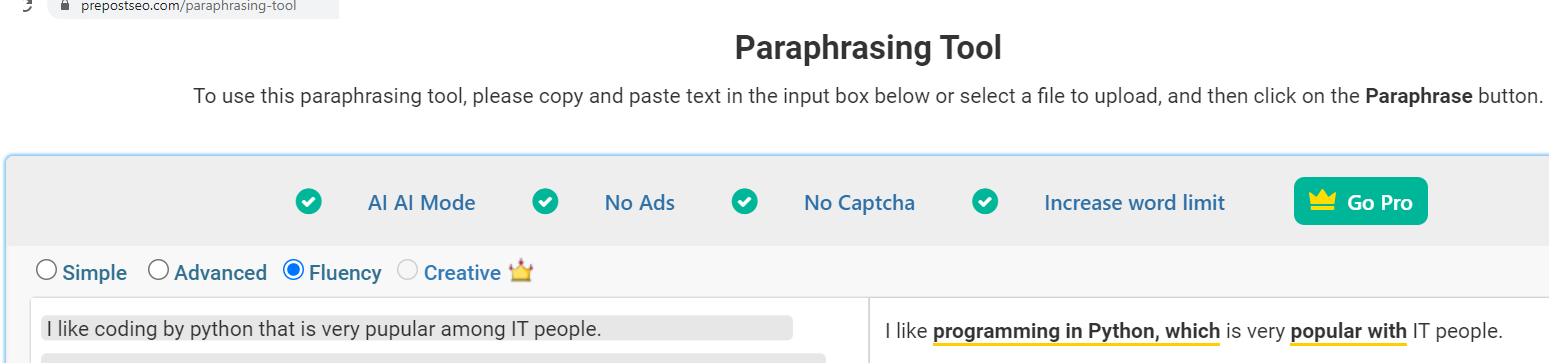 prepostseo.com/paraphrasing-tool
Paraphrasing Tool
To use this paraphrasing tool, please copy and paste text in the input box below or select a file to upload, and then click on the Paraphrase button.
AI AI Mode No Ads No Captcha Increase word limit Go Pro
Simple Advanced Fluency Creative
I like coding by python that is very pupular among IT people.
I like programming in Python, which is very popular with IT people.